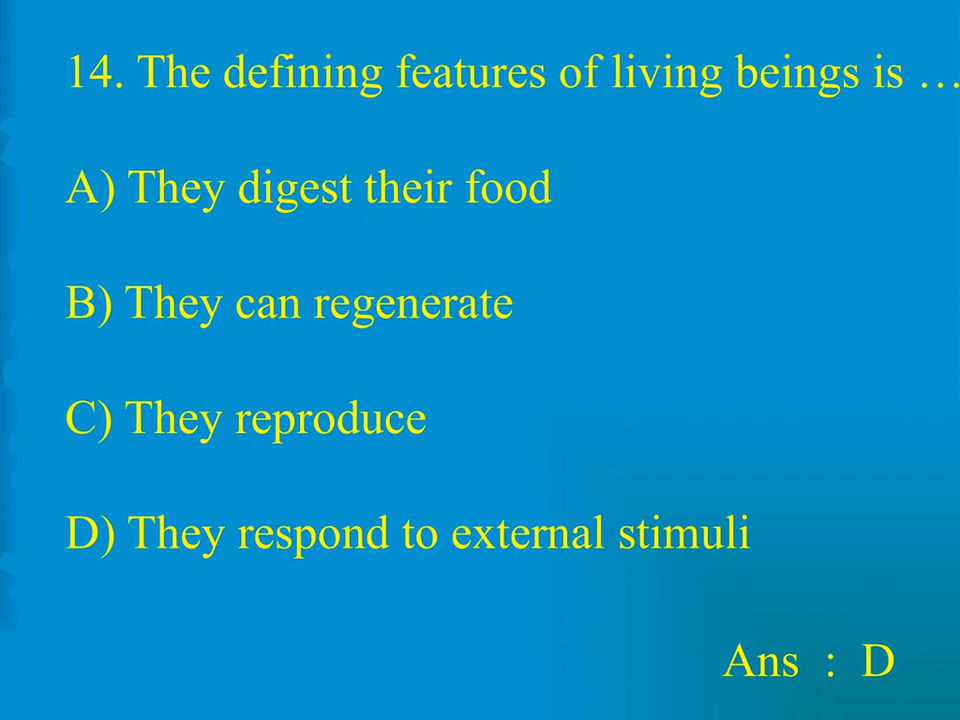 14. The defining features of living beings is …
A) They digest their food
B) They can regenerate
C) They reproduce
D) They respond to external stimuli
Ans : D